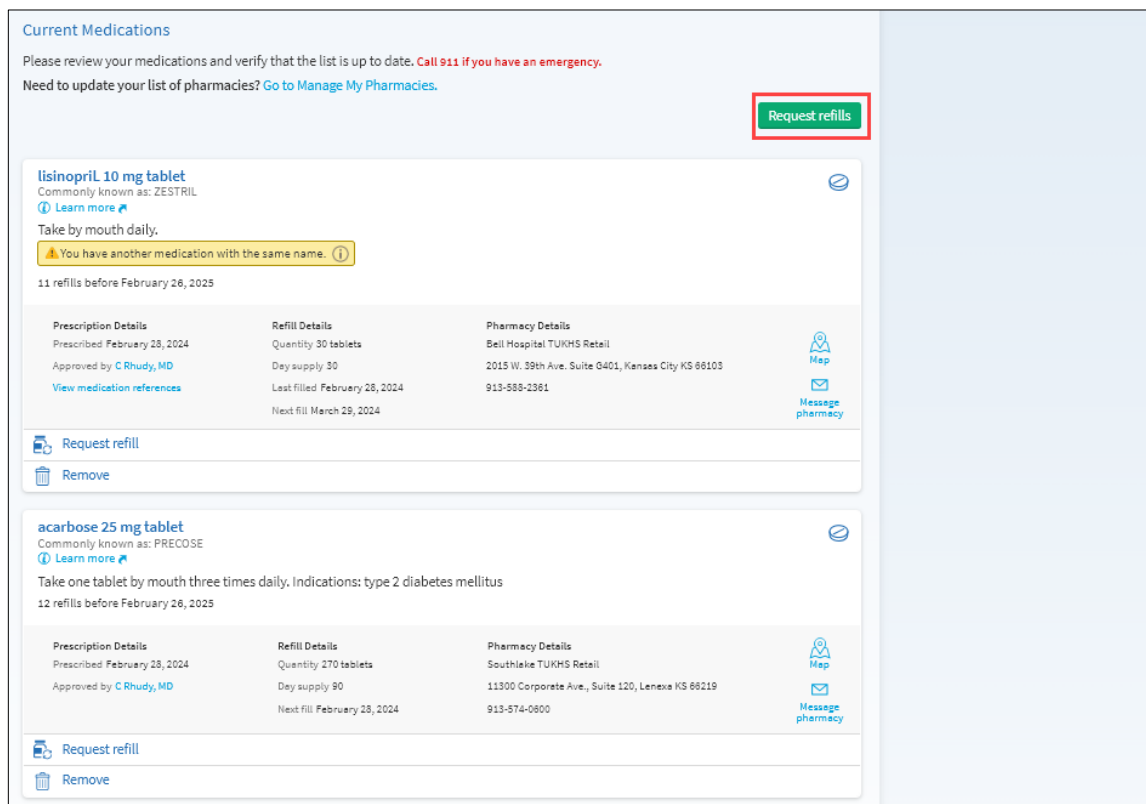 Current Medications
Please review your medications and verify that the list is up to date. Call 911 if you have an emergency.
Need to update your list of pharmacies? Go to Manage My Pharmacies.
Request refills
lisinopriL 10 mg tablet
Commonly known as: ZESTRIL
Learn more
Take by mouth daily.
You have another medication with the same name.
11 refills before February 26, 2025
Prescription Details
Prescribed February 28, 2024
Approved by C Rhudy, MD
View medication references
Refill Details
Quantity 30 tablets
Day supply 30
Last filled February 28, 2024
Next fill March 29, 2024
Pharmacy Details
Bell Hospital TUKHS Retail
2015 W. 39th Ave. Suite G401, Kansas City KS 66103
913-588-2361
Map
Message
pharmacy
Request refill
Remove
acarbose 25 mg tablet
Commonly known as: PRECOSE
Learn more
Take one tablet by mouth three times daily. Indications: type 2 diabetes mellitus
12 refills before February 26, 2025
Prescription Details
Prescribed February 28, 2024
Approved by C Rhudy, MD
Refill Details
Quantity 270 tablets
Day supply 90
Next fill February 28, 2024
Pharmacy Details
Southlake TUKHS Retail
11300 Corporate Ave., Suite 120, Lenexa KS 66219
913-574-0600
Map
Message
pharmacy
Request refill
Remove